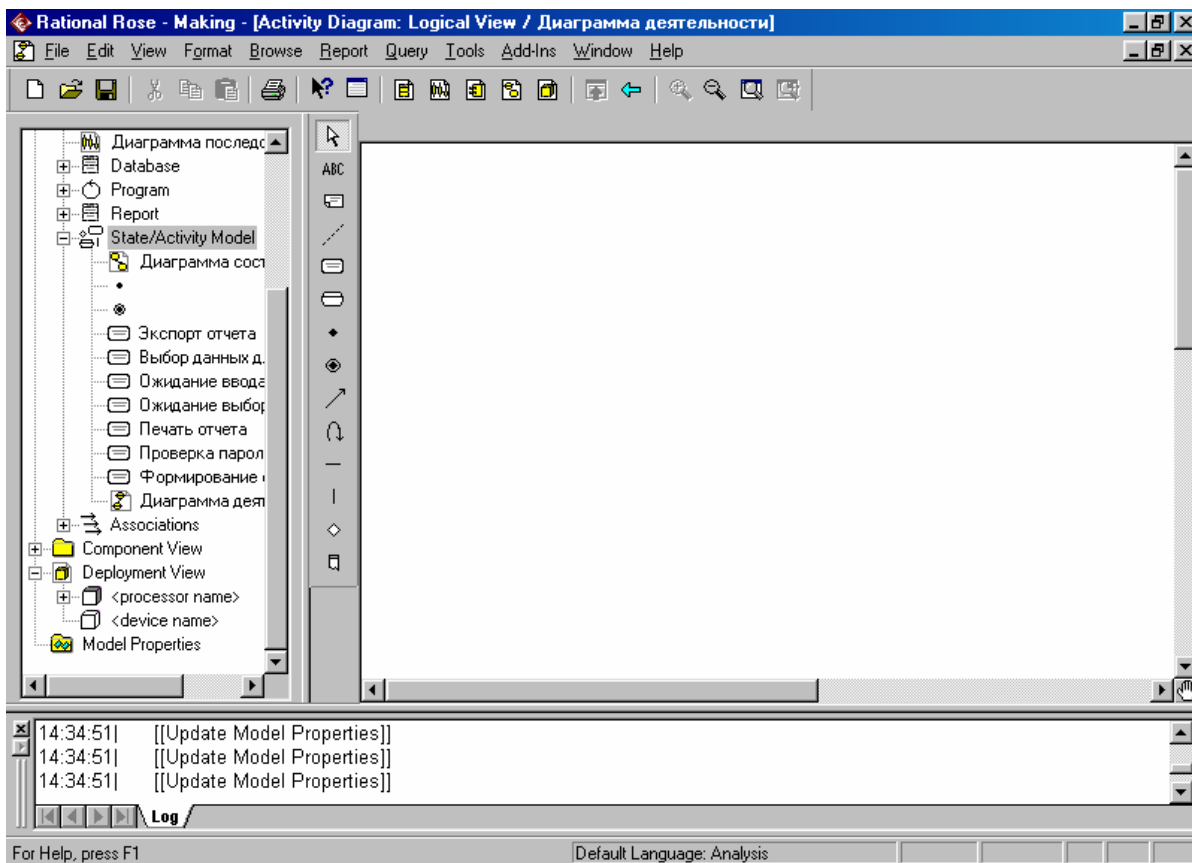 Rational Rose - Making - [Activity Diagram: Logical View / Диаграмма деятельности]
File Edit View Format Browse Report Query Tools Add-Ins Window Help
Диаграмма последс
ABC
Database
Program
Report
State/Activity Model
Диаграмма сост
Экспорт отчета
Выбор данных д.
Ожидание ввода
Ожидание выбор
Печать отчета
Проверка парол
Формирование
Диаграмма деят
Associations
Component View
Deployment View
<processor name>
<device name>
Model Properties
14:34:51| [[Update Model Properties]]
14:34:51| [[Update Model Properties]]
14:34:51| [[Update Model Properties]]
Log
For Help, press F1 Default Language: Analysis